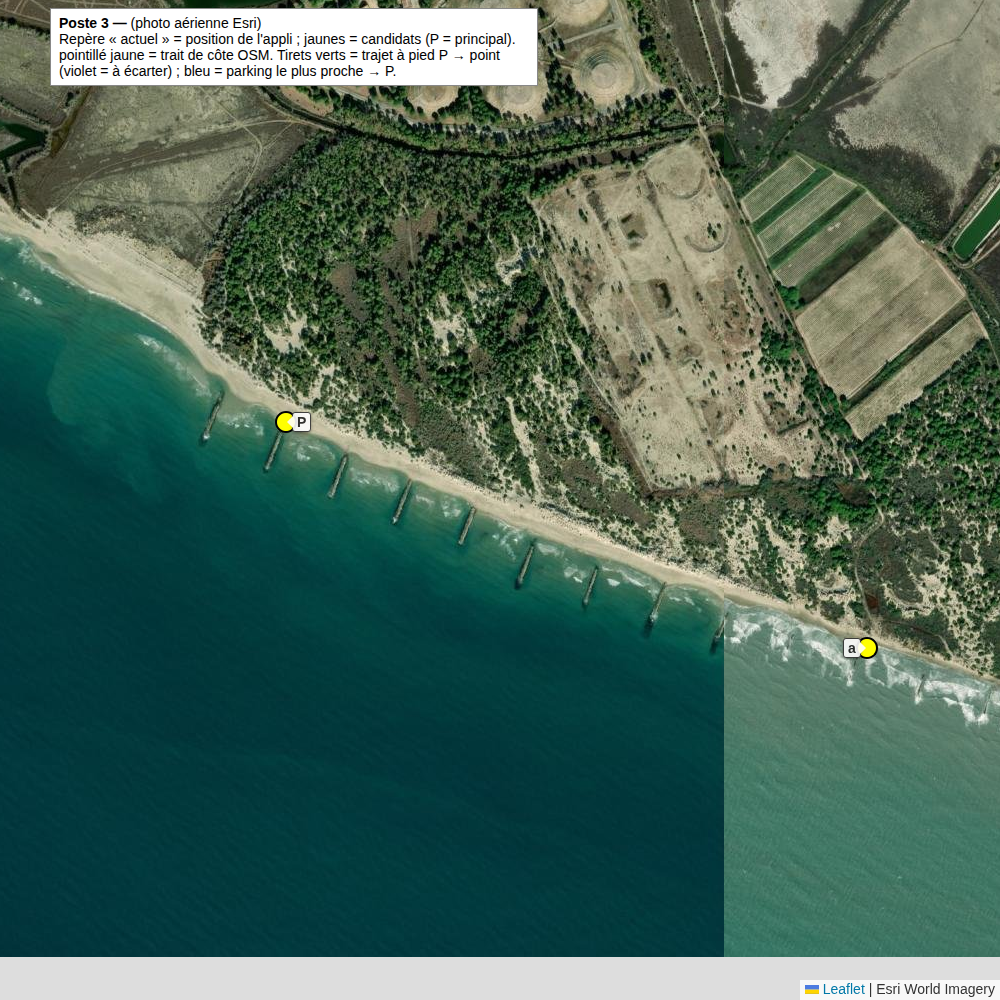 Poste 3 — (photo aérienne Esri)
Repère « actuel » = position de l'appli ; jaunes = candidats (P = principal).
pointillé jaune = trait de côte OSM. Tirets verts = trajet à pied P → point
(violet = à écarter) ; bleu = parking le plus proche → P.
P
a
Leaflet | Esri World Imagery